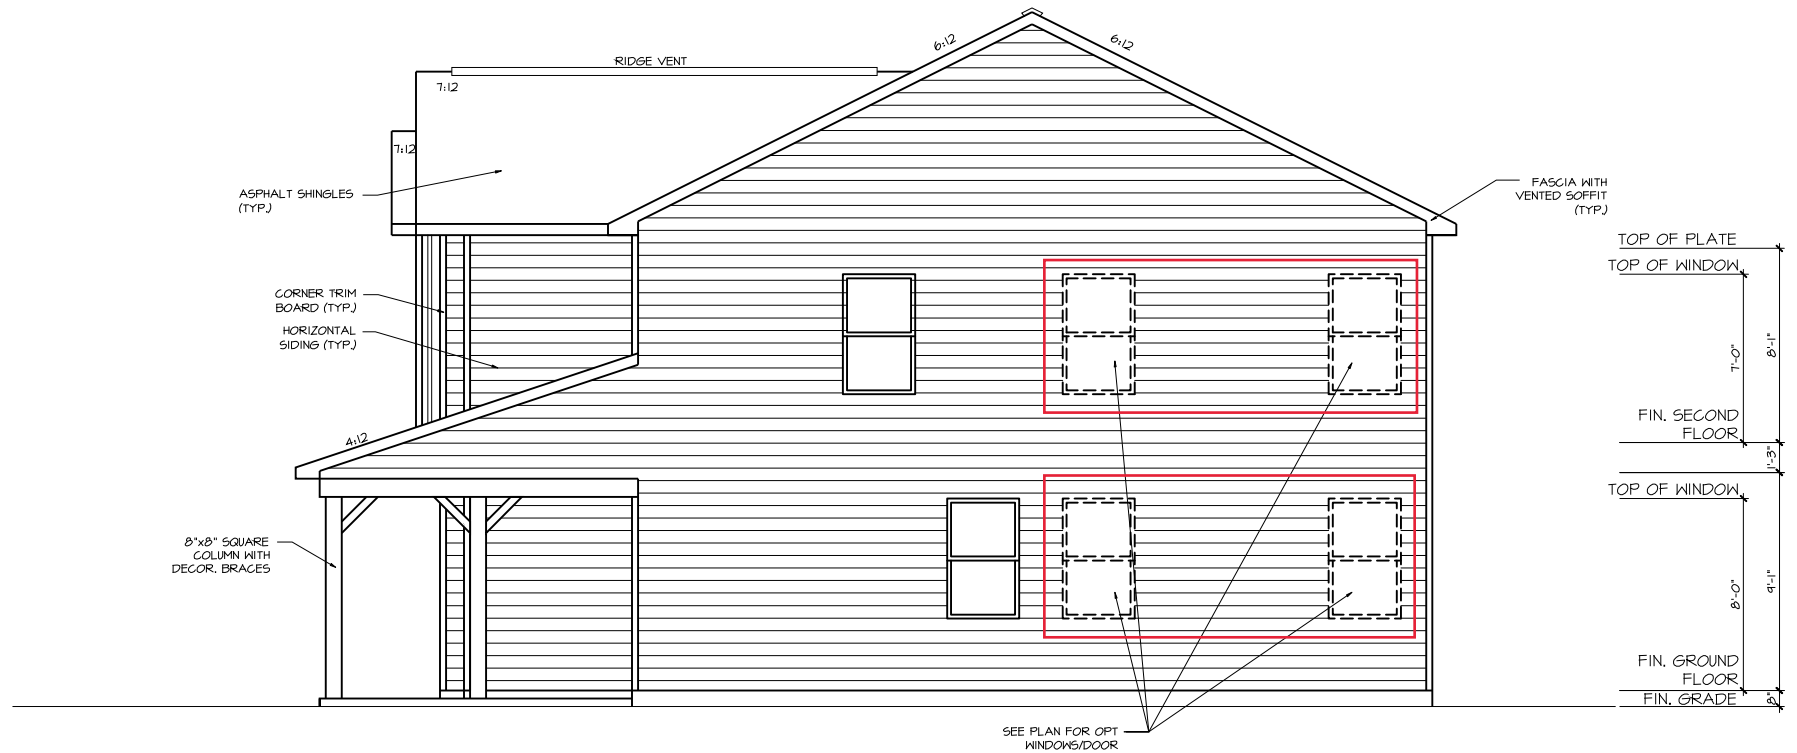 6:12
6:12
RIDGE VENT
7:12
7:12
ASPHALT SHINGLES
(TYP.)
FASCIA WITH
VENTED SOFFIT
(TYP.)
TOP OF PLATE
TOP OF WINDOW
CORNER TRIM
BOARD (TYP.)
HORIZONTAL
SIDING (TYP.)
7'-0"
8'-1"
FIN. SECOND
FLOOR
4:12
1'-3"
TOP OF WINDOW
8"x8" SQUARE
COLUMN WITH
DECOR. BRACES
8'-0"
9'-1"
FIN. GROUND
FLOOR
FIN. GRADE
8"
SEE PLAN FOR OPT
WINDOWS/DOOR